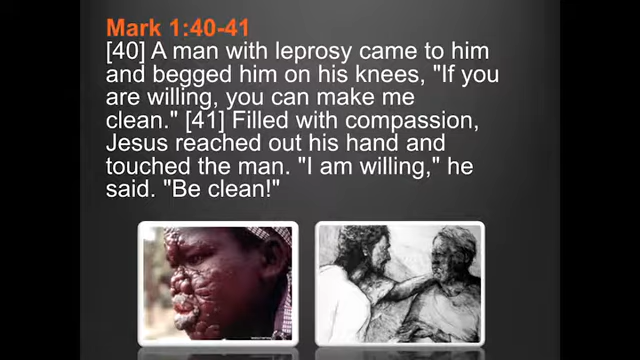 Mark 1:40-41
[40] A man with leprosy came to him
and begged him on his knees, "If you
are willing, you can make me
clean." [41] Filled with compassion,
Jesus reached out his hand and
touched the man. "I am willing," he
said. "Be clean!"